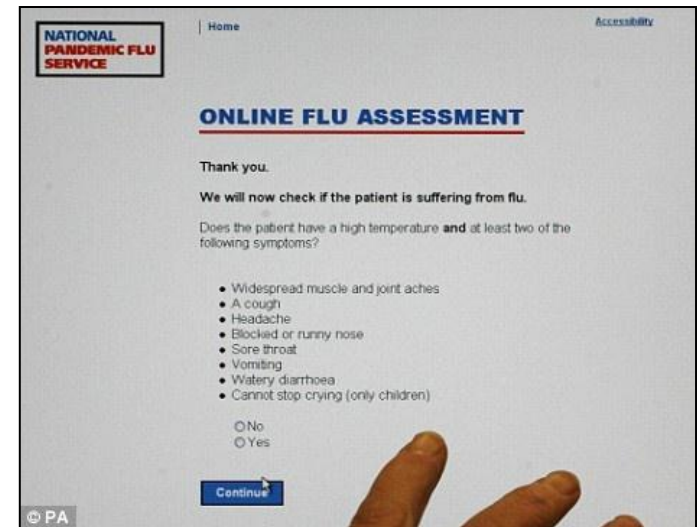 NATIONAL
PANDEMIC FLU
SERVICE
Home
Accessibility
ONLINE FLU ASSESSMENT
Thank you.
We will now check if the patient is suffering from flu.
Does the patient have a high temperature and at least two of the
following symptoms?
• Widespread muscle and joint aches
• A cough
• Headache
• Blocked or runny nose
• Sore throat
• Vomiting
• Watery diarrhoea
• Cannot stop crying (only children)
No
Yes
Continue
© PA